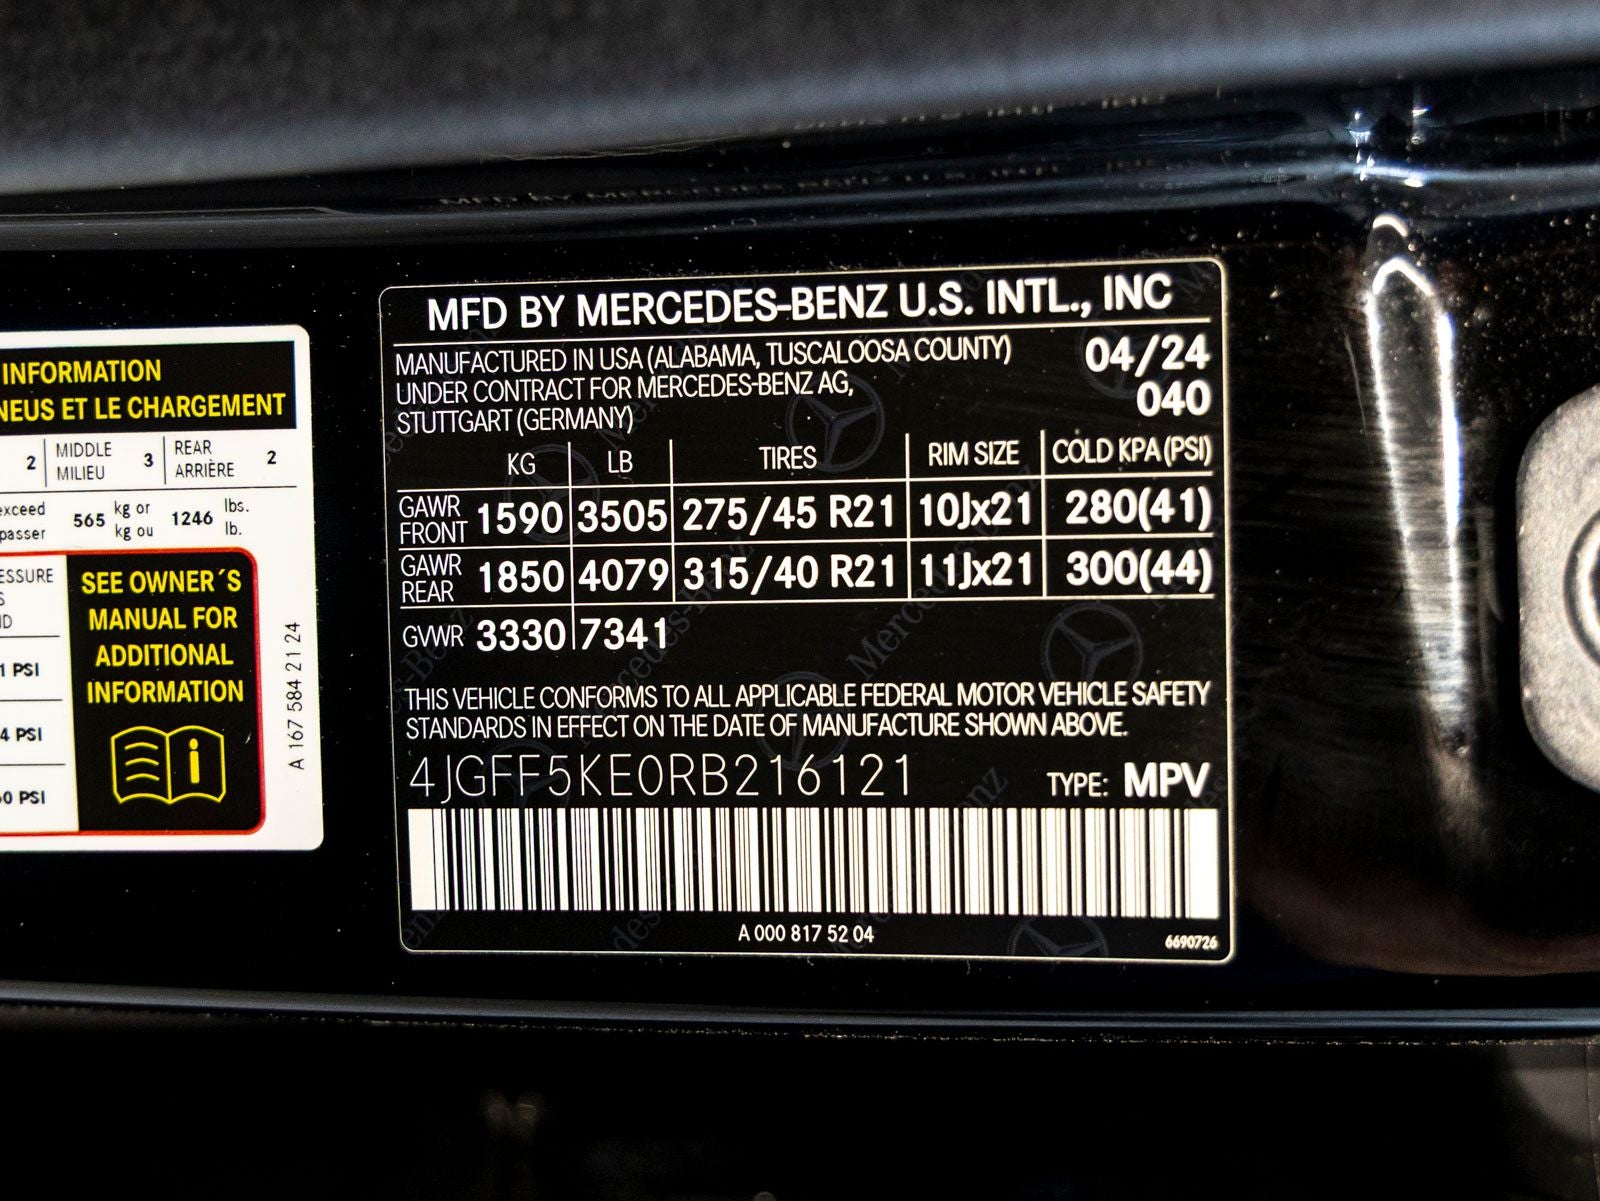 INFORMATION
NEUS ET LE CHARGEMENT
2 MIDDLE MILIEU 3 REAR ARRIÈRE 2
exceed 565 kg or 1246 lbs.
passer kg ou lb.
ESSURE
S
ND
1 PSI
4 PSI
60 PSI
SEE OWNER´S
MANUAL FOR
ADDITIONAL
INFORMATION
A 167 584 21 24
MFD BY MERCEDES-BENZ U.S. INTL., INC
MANUFACTURED IN USA (ALABAMA, TUSCALOOSA COUNTY) 04/24
UNDER CONTRACT FOR MERCEDES-BENZ AG, 040
STUTTGART (GERMANY)
KG LB TIRES RIM SIZE COLD KPA(PSI)
GAWR FRONT 1590 3505 275/45 R21 10Jx21 280(41)
GAWR REAR 1850 4079 315/40 R21 11Jx21 300(44)
GVWR 3330 7341
THIS VEHICLE CONFORMS TO ALL APPLICABLE FEDERAL MOTOR VEHICLE SAFETY
STANDARDS IN EFFECT ON THE DATE OF MANUFACTURE SHOWN ABOVE.
4JGFF5KE0RB216121 TYPE: MPV
A 000 817 52 04
6690726